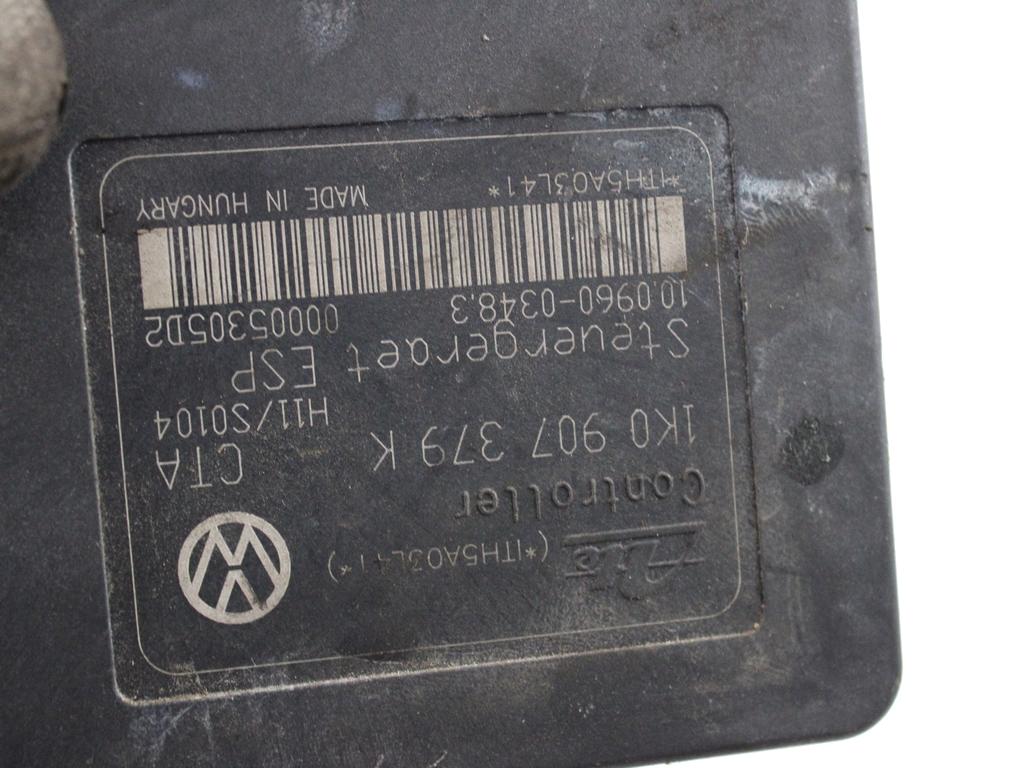 Ate (*ITH5A03L41*)
Controller
1K0 907 379 K CTA
H11/S0104
Steuergeraet ESP
10.0960-0348.3 00005305D2
*ITH5A03L41* MADE IN HUNGARY